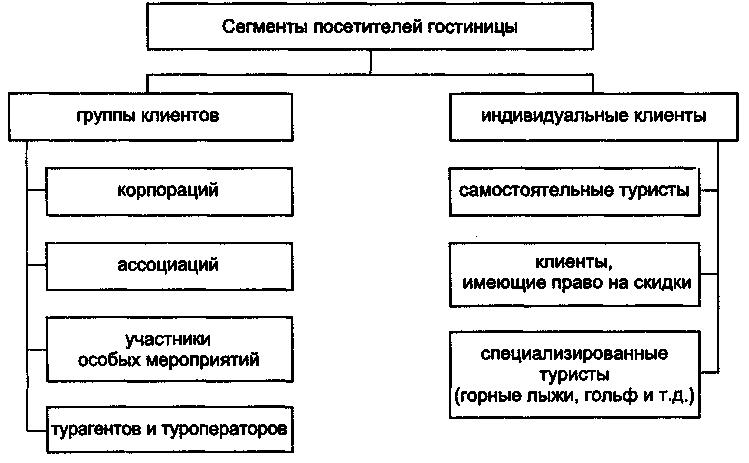 Сегменты посетителей гостиницы
группы клиентов
корпораций
ассоциаций
участники
особых мероприятий
турагентов и туроператоров
индивидуальные клиенты
самостоятельные туристы
клиенты,
имеющие право на скидки
специализированные
туристы
(горные лыжи, гольф и т.д.)